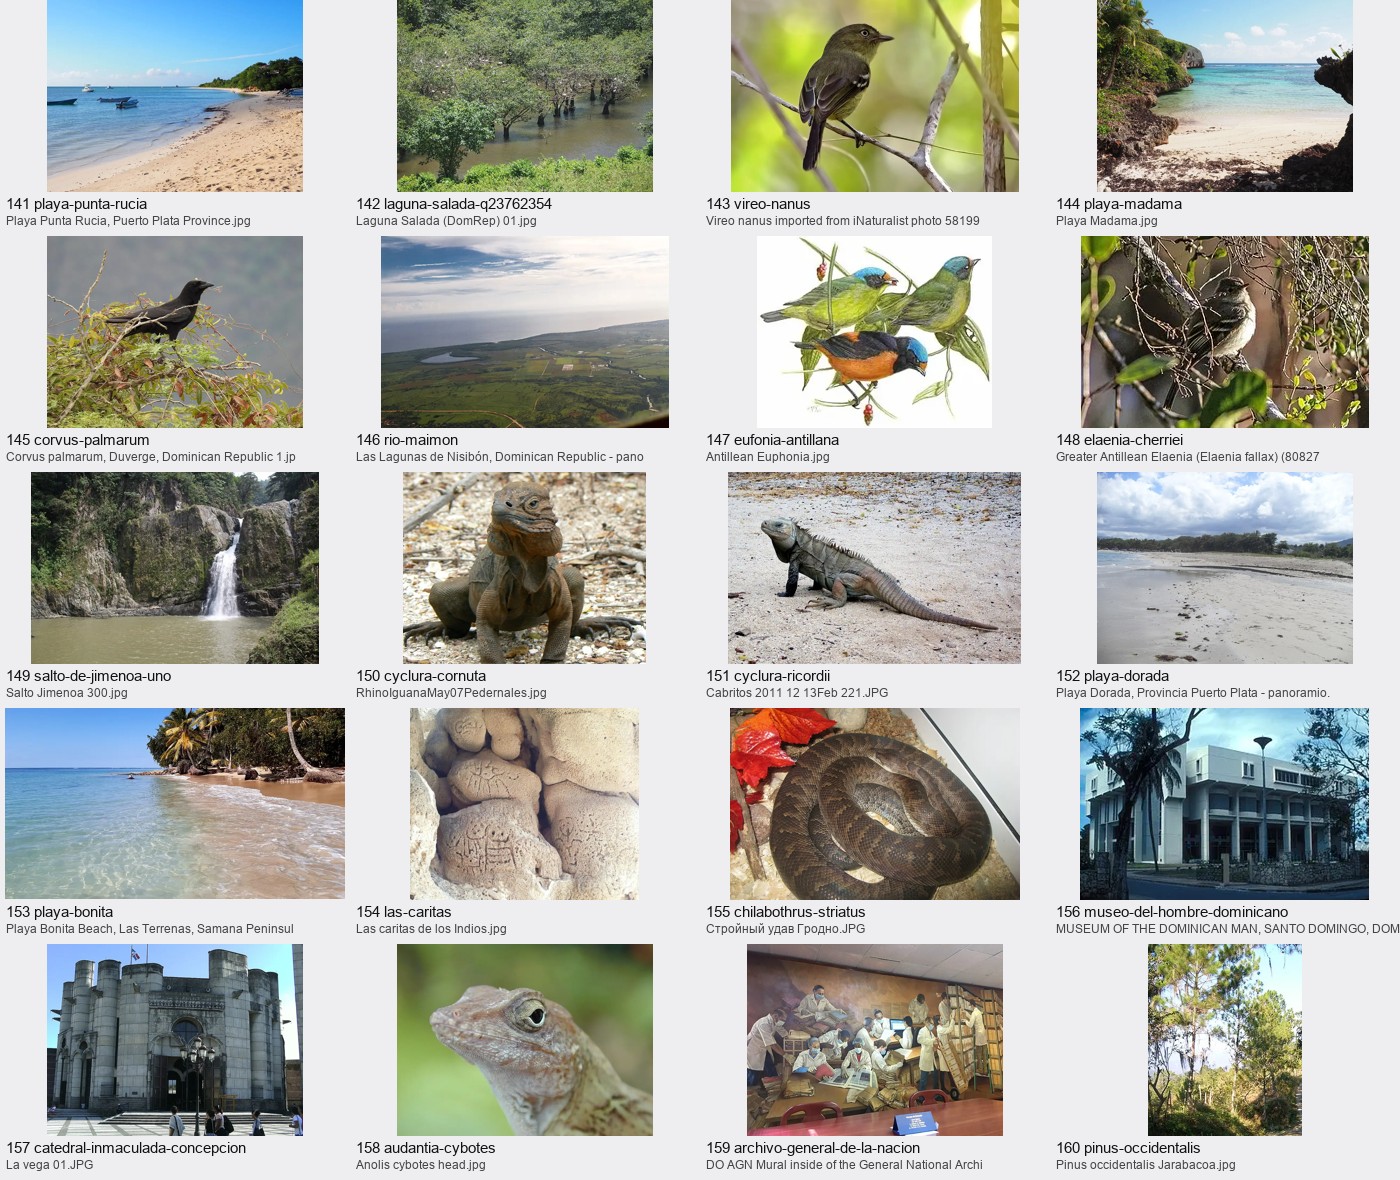 141 playa-punta-rucia
Playa Punta Rucia, Puerto Plata Province.jpg
142 laguna-salada-q23762354
Laguna Salada (DomRep) 01.jpg
143 vireo-nanus
Vireo nanus imported from iNaturalist photo 58199
144 playa-madama
Playa Madama.jpg
145 corvus-palmarum
Corvus palmarum, Duverge, Dominican Republic 1.jp
146 rio-maimon
Las Lagunas de Nisibón, Dominican Republic - pano
147 eufonia-antillana
Antillean Euphonia.jpg
148 elaenia-cherriei
Greater Antillean Elaenia (Elaenia fallax) (80827
149 salto-de-jimenoa-uno
Salto Jimenoa 300.jpg
150 cyclura-cornuta
RhinoIguanaMay07Pedernales.jpg
151 cyclura-ricordii
Cabritos 2011 12 13Feb 221.JPG
152 playa-dorada
Playa Dorada, Provincia Puerto Plata - panoramio.
153 playa-bonita
Playa Bonita Beach, Las Terrenas, Samana Peninsul
154 las-caritas
Las caritas de los Indios.jpg
155 chilabothrus-striatus
Стройный удав Гродно.JPG
156 museo-del-hombre-dominicano
MUSEUM OF THE DOMINICAN MAN, SANTO DOMINGO, DOM
157 catedral-inmaculada-concepcion
La vega 01.JPG
158 audantia-cybotes
Anolis cybotes head.jpg
159 archivo-general-de-la-nacion
DO AGN Mural inside of the General National Archi
160 pinus-occidentalis
Pinus occidentalis Jarabacoa.jpg